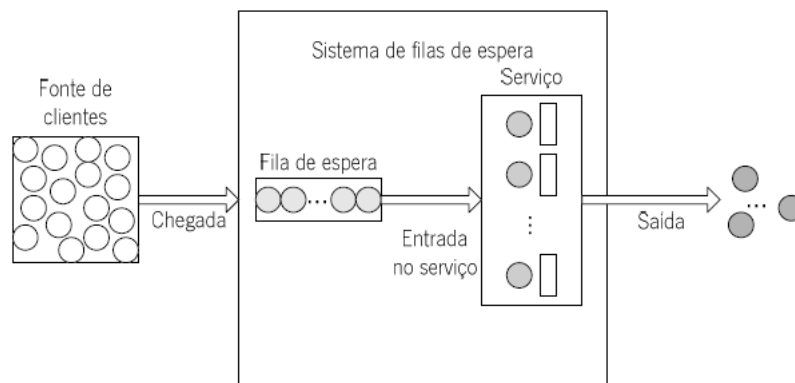 Sistema de filas de espera
Serviço
Fonte de
clientes
Fila de espera
Chegada
Entrada
no serviço
Saída